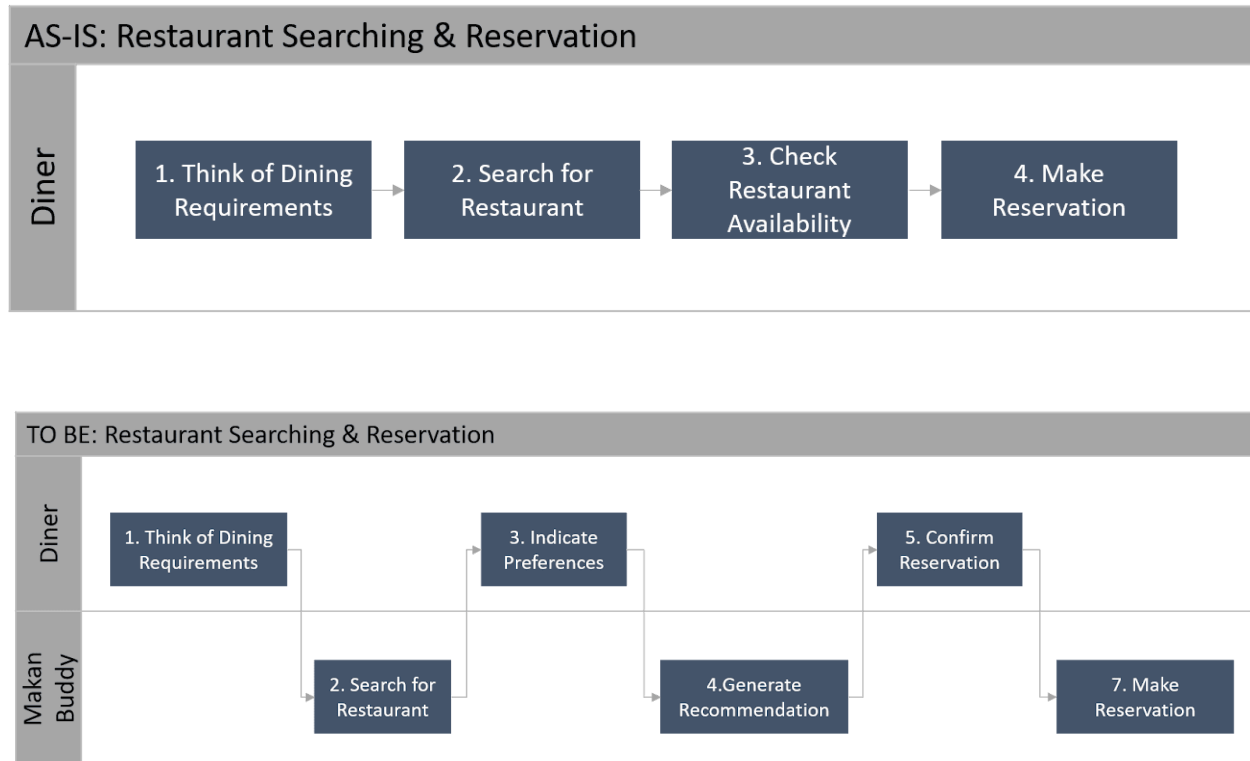 AS-IS: Restaurant Searching & Reservation
Diner
1. Think of Dining
Requirements
2. Search for
Restaurant
3. Check
Restaurant
Availability
4. Make
Reservation
TO BE: Restaurant Searching & Reservation
Diner
1. Think of Dining
Requirements
3. Indicate
Preferences
5. Confirm
Reservation
Makan
Buddy
2. Search for
Restaurant
4.Generate
Recommendation
7. Make
Reservation